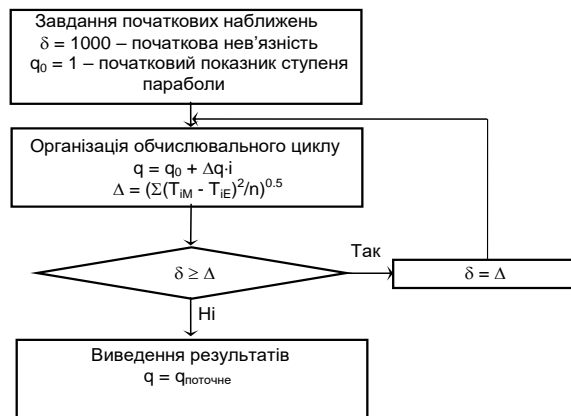 Завдання початкових наближень
δ = 1000 – початкова нев'язність
q₀ = 1 – початковий показник ступеня
параболи
Організація обчислювального циклу
q = q₀ + Δq·i
Δ = (Σ(TᵢM - TᵢE)²/n)⁰·⁵
Так
δ ≥ Δ
δ = Δ
Ні
Виведення результатів
q = qпоточне